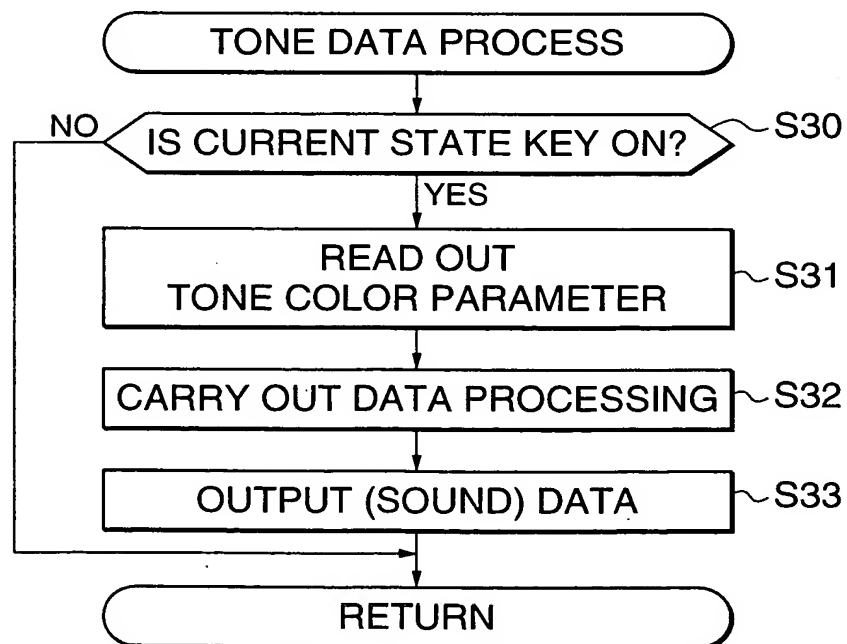 TONE DATA PROCESS
NO
IS CURRENT STATE KEY ON?
S30
YES
READ OUT
TONE COLOR PARAMETER
S31
CARRY OUT DATA PROCESSING
S32
OUTPUT (SOUND) DATA
S33
RETURN